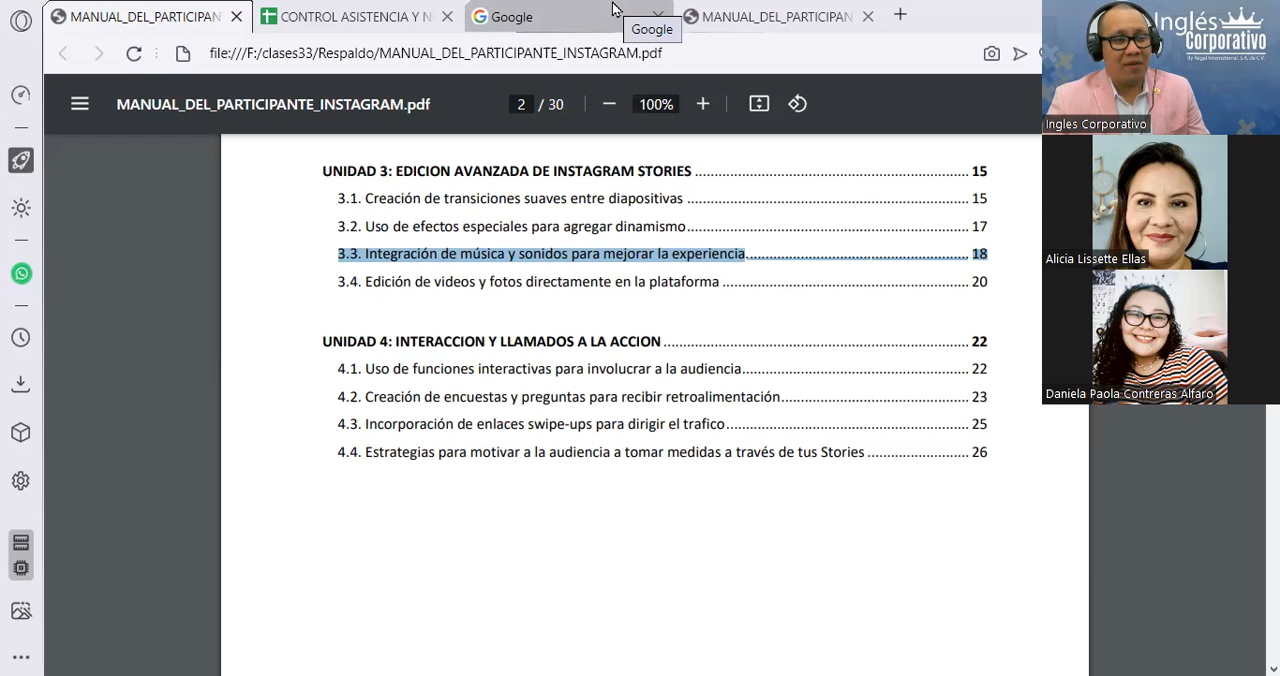 MANUAL_DEL_PARTICIPAN
CONTROL ASISTENCIA Y N
Google
MANUAL_DEL_PARTICIPAN
Google
file:///F:/clases33/Respaldo/MANUAL_DEL_PARTICIPANTE_INSTAGRAM.pdf
MANUAL_DEL_PARTICIPANTE_INSTAGRAM.pdf
2 / 30
100%
UNIDAD 3: EDICION AVANZADA DE INSTAGRAM STORIES 15
3.1. Creación de transiciones suaves entre diapositivas 15
3.2. Uso de efectos especiales para agregar dinamismo 17
3.3. Integración de música y sonidos para mejorar la experiencia 18
3.4. Edición de videos y fotos directamente en la plataforma 20
UNIDAD 4: INTERACCION Y LLAMADOS A LA ACCION 22
4.1. Uso de funciones interactivas para involucrar a la audiencia 22
4.2. Creación de encuestas y preguntas para recibir retroalimentación 23
4.3. Incorporación de enlaces swipe-ups para dirigir el trafico 25
4.4. Estrategias para motivar a la audiencia a tomar medidas a través de tus Stories 26
Inglés
Corporativo
By Regal International, S.A. de C.V.
Ingles Corporativo
Alicia Lissette Elias
Daniela Paola Contreras Alfaro